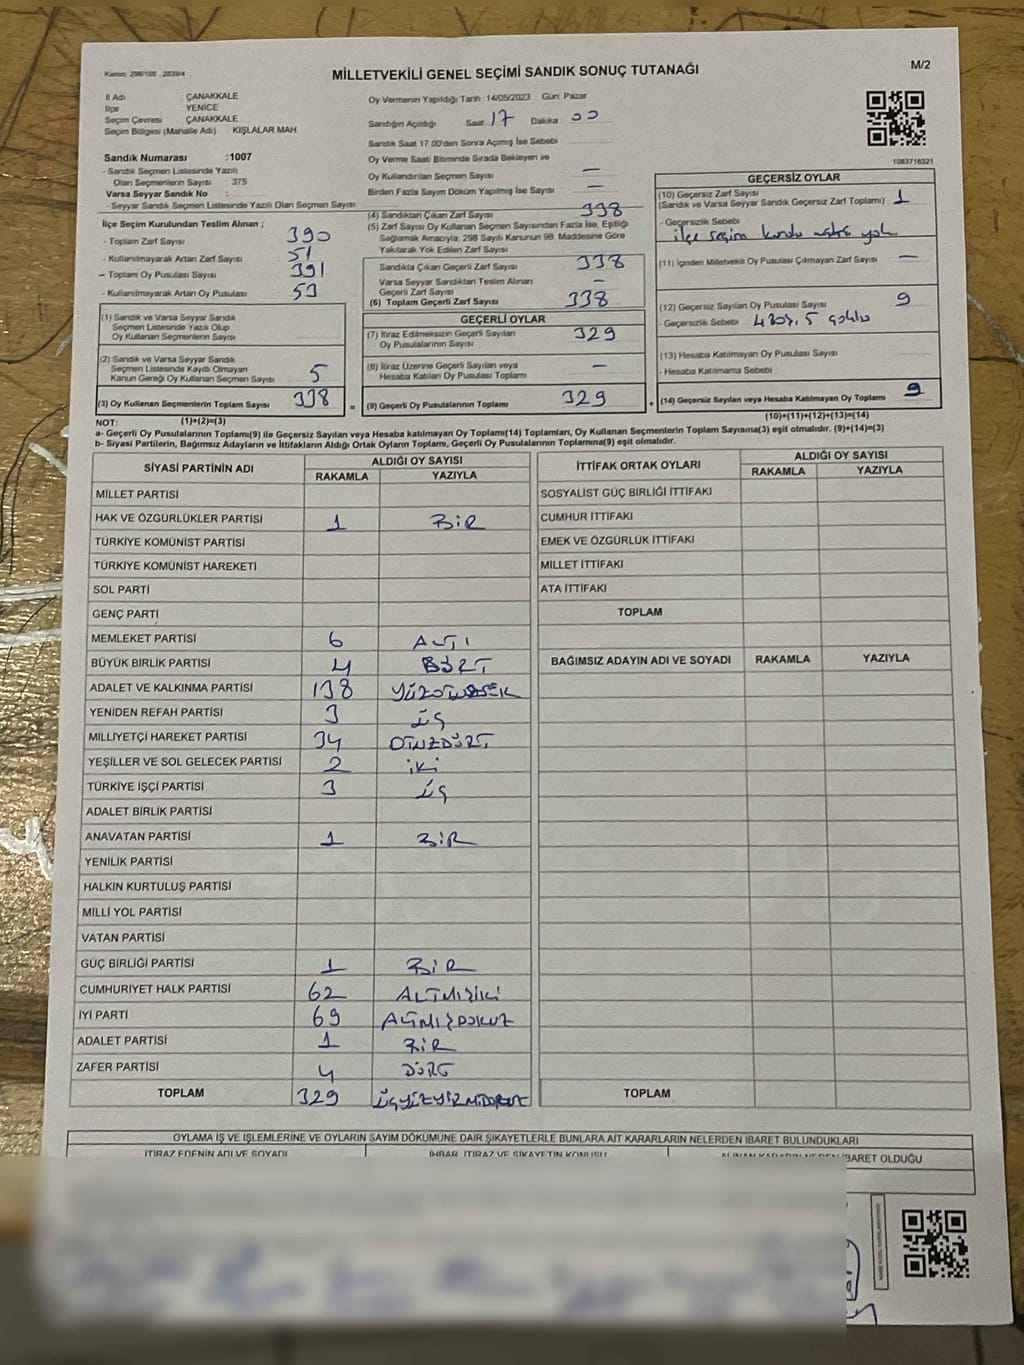 Kanun: 298/105 , 2839/4
MİLLETVEKİLİ GENEL SEÇİMİ SANDIK SONUÇ TUTANAĞI
M/2
İl Adı ÇANAKKALE
İlçe YENİCE
Seçim Çevresi ÇANAKKALE
Seçim Bölgesi (Mahalle Adı) KIŞLALAR MAH
Oy Vermenin Yapıldığı Tarih :14/05/2023 Gün: Pazar
Sandığın Açıldığı Saat 17 Dakika 00
Sandık Saat 17.00'den Sonra Açımış İse Sebebi
Oy Verme Saati Bitiminde Sırada Bekleyen ve
Oy Kullandırılan Seçmen Sayısı —
Birden Fazla Sayım Döküm Yapılmış İse Sayısı —
1083716321
Sandık Numarası :1007
- Sandık Seçmen Listesinde Yazılı
Olan Seçmenlerin Sayısı : 375
Varsa Seyyar Sandık No :
- Seyyar Sandık Seçmen Listesinde Yazılı Olan Seçmen Sayısı
İlçe Seçim Kurulundan Teslim Alınan ;
- Toplam Zarf Sayısı 390
- Kullanılmayarak Artan Zarf Sayısı 51
- Toplam Oy Pusulası Sayısı 391
- Kullanılmayarak Artan Oy Pusulası 53
(1) Sandık ve Varsa Seyyar Sandık
Seçmen Listesinde Yazılı Olup
Oy Kullanan Seçmenlerin Sayısı
(2) Sandık ve Varsa Seyyar Sandık
Seçmen Listesinde Kayıtlı Olmayan
Kanun Gereği Oy Kullanan Seçmen Sayısı 5
(3) Oy Kullanan Seçmenlerin Toplam Sayısı 338
(1)+(2)=(3)
(4) Sandıktan Çıkan Zarf Sayısı 338
(5) Zarf Sayısı Oy Kullanan Seçmen Sayısından Fazla İse, Eşitliği
Sağlamak Amacıyla, 298 Sayılı Kanunun 98. Maddesine Göre
Yakılarak Yok Edilen Zarf Sayısı
Sandıkta Çıkan Geçerli Zarf Sayısı 338
Varsa Seyyar Sandıktan Teslim Alınan
Geçerli Zarf Sayısı —
(6) Toplam Geçerli Zarf Sayısı 338
GEÇERLİ OYLAR
(7) İtiraz Edilmeksizin Geçerli Sayılan
Oy Pusulalarının Sayısı 329
(8) İtiraz Üzerine Geçerli Sayılan veya
Hesaba Katılan Oy Pusulası Toplamı —
= (9) Geçerli Oy Pusulalarının Toplamı 329
GEÇERSİZ OYLAR
(10) Geçersiz Zarf Sayısı
(Sandık ve Varsa Seyyar Sandık Geçersiz Zarf Toplamı) 1
- Geçersizlik Sebebi
ilçe seçim yok
(11) İçinden Milletvekili Oy Pusulası Çıkmayan Zarf Sayısı —
(12) Geçersiz Sayılan Oy Pusulası Sayısı 9
- Geçersizlik Sebebi
(13) Hesaba Katılmayan Oy Pusulası Sayısı
- Hesaba Katılmama Sebebi
+ (14) Geçersiz Sayılan veya Hesaba Katılmayan Oy Toplamı 9
(10)+(11)+(12)+(13)=(14)
NOT:
a- Geçerli Oy Pusulalarının Toplamı(9) ile Geçersiz Sayılan veya Hesaba katılmayan Oy Toplam(14) Toplamları, Oy Kullanan Seçmenlerin Toplam Sayısına(3) eşit olmalıdır. (9)+(14)=(3)
b- Siyasi Partilerin, Bağımsız Adayların ve İttifakların Aldığı Ortak Oyların Toplamı, Geçerli Oy Pusulalarının Toplamına(9) eşit olmalıdır.
SİYASİ PARTİNİN ADI ALDIĞI OY SAYISI
RAKAMLA YAZIYLA
MİLLET PARTİSİ
HAK VE ÖZGÜRLÜKLER PARTİSİ 1 BİR
TÜRKİYE KOMÜNİST PARTİSİ
TÜRKİYE KOMÜNİST HAREKETİ
SOL PARTİ
GENÇ PARTİ
MEMLEKET PARTİSİ 6 ALTI
BÜYÜK BİRLİK PARTİSİ 4 DÖRT
ADALET VE KALKINMA PARTİSİ 138
YENİDEN REFAH PARTİSİ 3 ÜÇ
MİLLİYETÇİ HAREKET PARTİSİ 34 OTUZDÖRT
YEŞİLLER VE SOL GELECEK PARTİSİ 2 İKİ
TÜRKİYE İŞÇİ PARTİSİ 3 ÜÇ
ADALET BİRLİK PARTİSİ
ANAVATAN PARTİSİ 1 BİR
YENİLİK PARTİSİ
HALKIN KURTULUŞ PARTİSİ
MİLLİ YOL PARTİSİ
VATAN PARTİSİ
GÜÇ BİRLİĞİ PARTİSİ 1 BİR
CUMHURİYET HALK PARTİSİ 62 ALTMIŞİKİ
İYİ PARTİ 69 ALTMIŞDOKUZ
ADALET PARTİSİ 1 BİR
ZAFER PARTİSİ 4 DÖRT
TOPLAM 329 ÜÇYÜZYİRMİDOKUZ
İTTİFAK ORTAK OYLARI ALDIĞI OY SAYISI
RAKAMLA YAZIYLA
SOSYALİST GÜÇ BİRLİĞİ İTTİFAKI
CUMHUR İTTİFAKI
EMEK VE ÖZGÜRLÜK İTTİFAKI
MİLLET İTTİFAKI
ATA İTTİFAKI
TOPLAM
BAĞIMSIZ ADAYIN ADI VE SOYADI RAKAMLA YAZIYLA
TOPLAM
OYLAMA İŞ VE İŞLEMLERİNE VE OYLARIN SAYIM DÖKÜMÜNE DAİR ŞİKAYETLERLE BUNLARA AİT KARARLARIN NELERDEN İBARET BULUNDUKLARI
İTİRAZ EDENİN ADI VE SOYADI İHBAR, İTİRAZ VE ŞİKAYETİN KONUSU ALINAN KARARIN NEDEN İBARET OLDUĞU